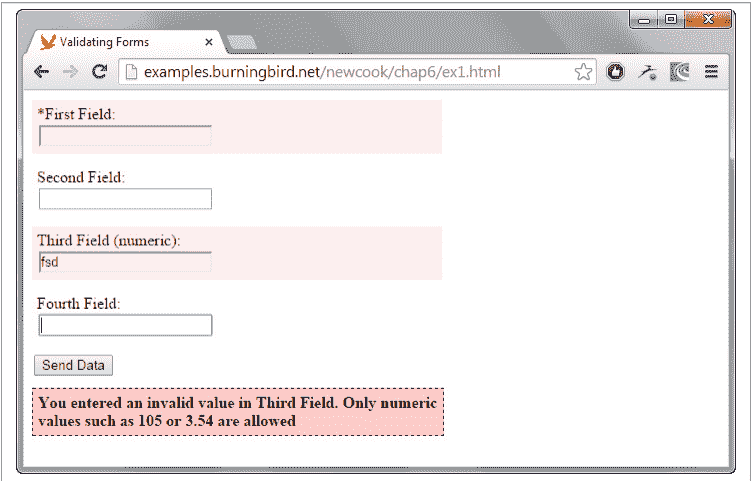 Validating Forms
examples.burningbird.net/newcook/chap6/ex1.html
*First Field:
Second Field:
Third Field (numeric):
fsd
Fourth Field:
Send Data
You entered an invalid value in Third Field. Only numeric
values such as 105 or 3.54 are allowed